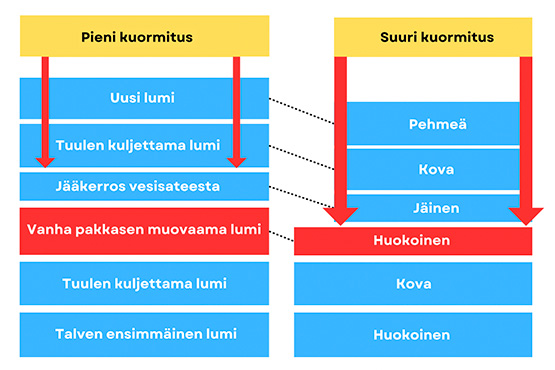 Pieni kuormitus
Uusi lumi
Tuulen kuljettama lumi
Jääkerros vesisateesta
Vanha pakkasen muovaama lumi
Tuulen kuljettama lumi
Talven ensimmäinen lumi
Suuri kuormitus
Pehmeä
Kova
Jäinen
Huokoinen
Kova
Huokoinen